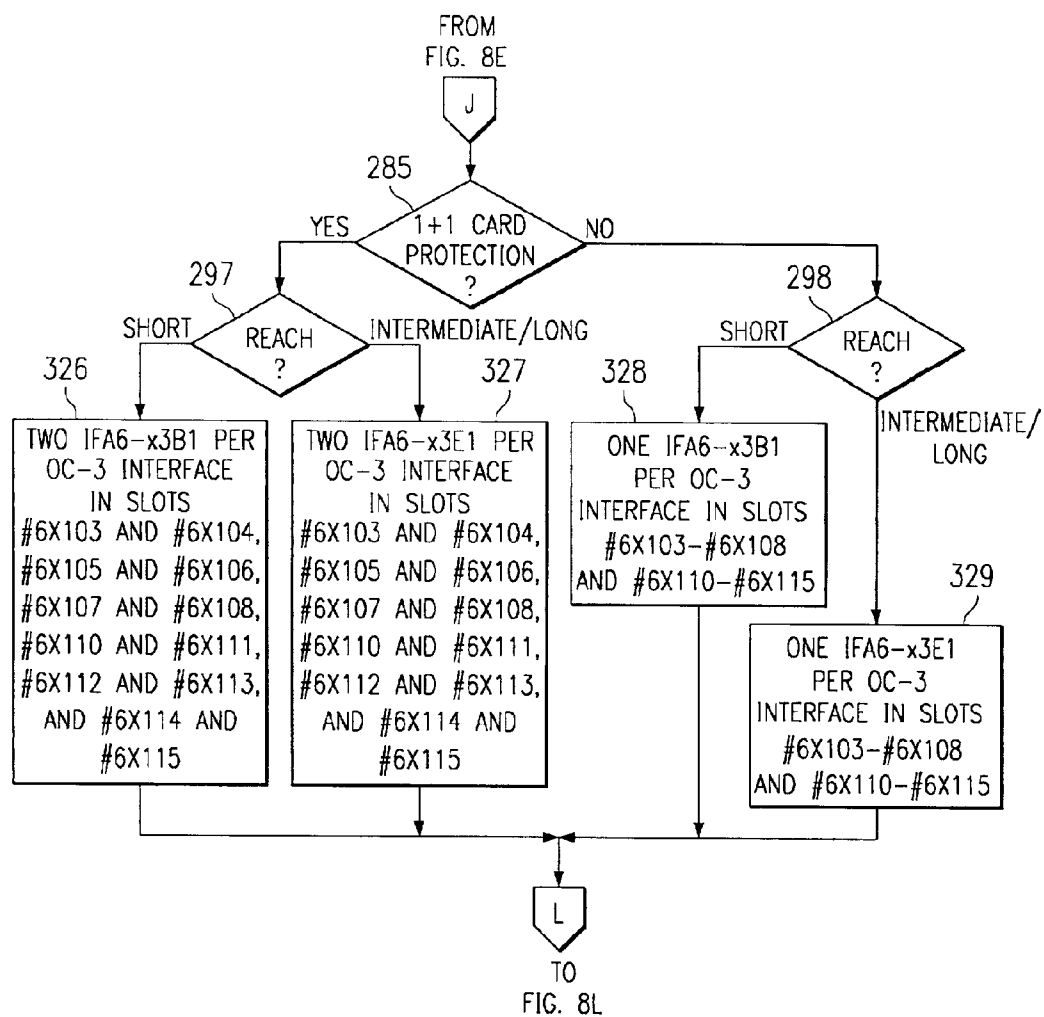 FROM
FIG. 8E
J
285
1+1 CARD
PROTECTION
?
YES
NO
297
REACH
?
SHORT
INTERMEDIATE/LONG
298
REACH
?
SHORT
INTERMEDIATE/
LONG
326
TWO IFA6-x3B1 PER
OC-3 INTERFACE
IN SLOTS
#6X103 AND #6X104,
#6X105 AND #6X106,
#6X107 AND #6X108,
#6X110 AND #6X111,
#6X112 AND #6X113,
AND #6X114 AND
#6X115
327
TWO IFA6-x3E1 PER
OC-3 INTERFACE
IN SLOTS
#6X103 AND #6X104,
#6X105 AND #6X106,
#6X107 AND #6X108,
#6X110 AND #6X111,
#6X112 AND #6X113,
AND #6X114 AND
#6X115
328
ONE IFA6-x3B1
PER OC-3
INTERFACE IN SLOTS
#6X103-#6X108
AND #6X110-#6X115
329
ONE IFA6-x3E1
PER OC-3
INTERFACE IN SLOTS
#6X103-#6X108
AND #6X110-#6X115
L
TO
FIG. 8L